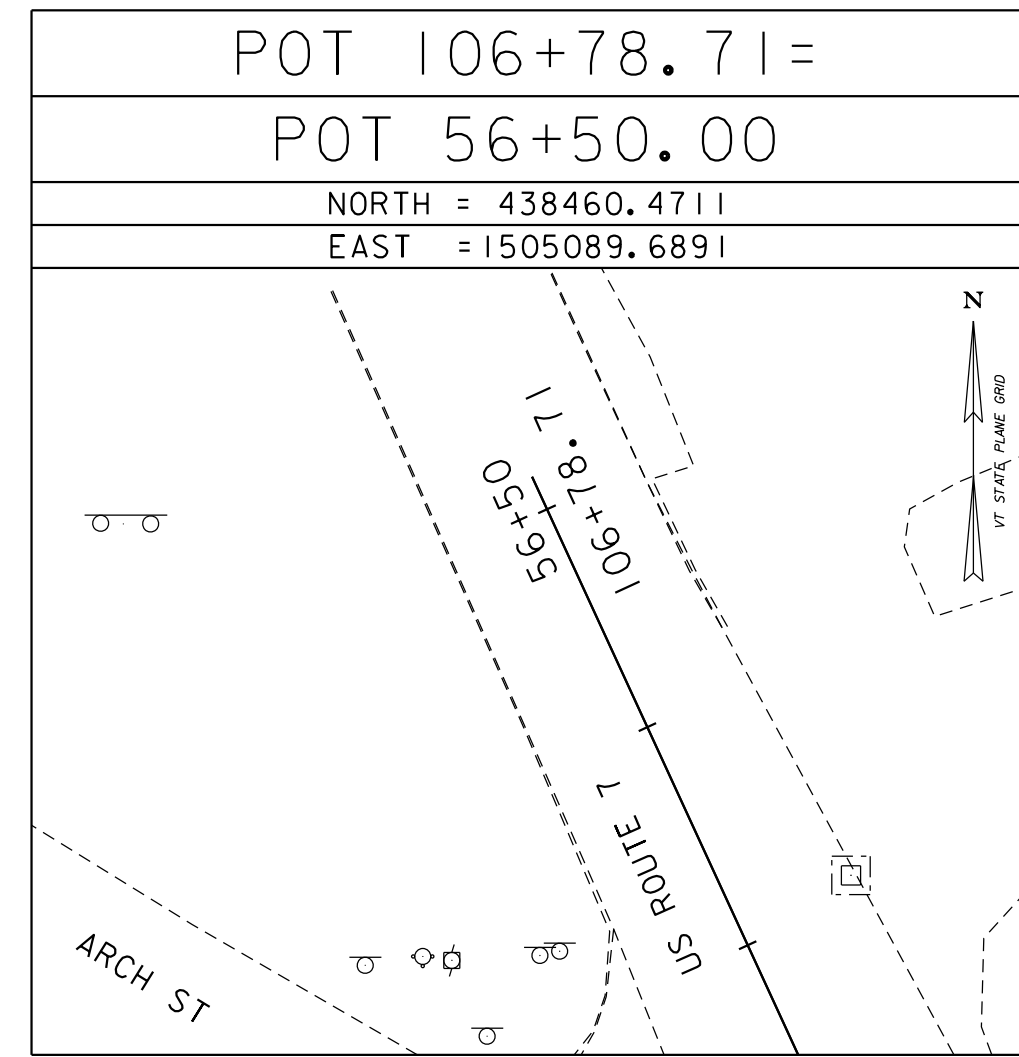 POT 106+78.71=
POT 56+50.00
NORTH = 438460.4711
EAST =1505089.6891
N
VT STATE PLANE GRID
56+50
106+78.71
US ROUTE 7
ARCH ST